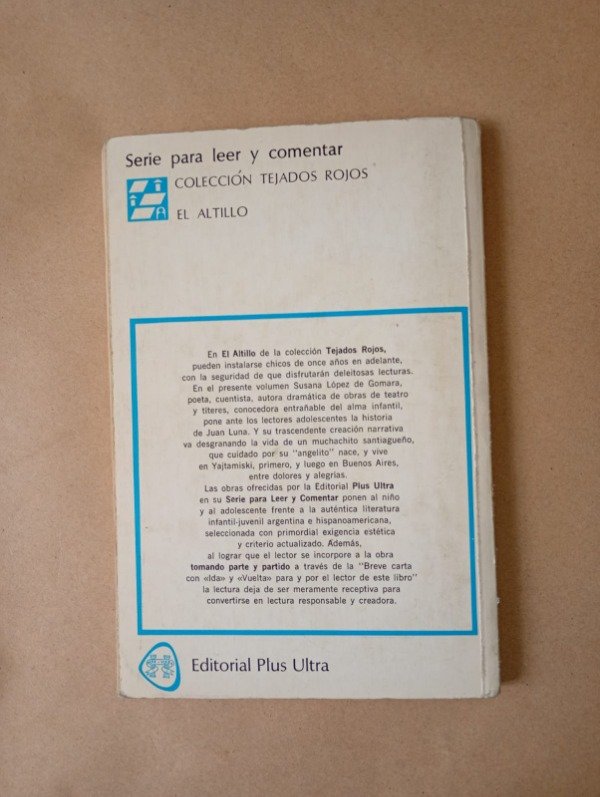 Serie para leer y comentar
COLECCIÓN TEJADOS ROJOS
EL ALTILLO
En El Altillo de la colección Tejados Rojos,
pueden instalarse chicos de once años en adelante,
con la seguridad de que disfrutarán deleitosas lecturas.
En el presente volumen Susana López de Gomara,
poeta, cuentista, autora dramática de obras de teatro
y títeres, conocedora entrañable del alma infantil,
pone ante los lectores adolescentes la historia
de Juan Luna. Y su trascendente creación narrativa
va desgranando la vida de un muchachito santiagueño,
que cuidado por su "angelito" nace, y vive
en Yajtamiski, primero, y luego en Buenos Aires,
entre dolores y alegrías.
Las obras ofrecidas por la Editorial Plus Ultra
en su Serie para Leer y Comentar ponen al niño
y al adolescente frente a la auténtica literatura
infantil-juvenil argentina e hispanoamericana,
seleccionada con primordial exigencia estética
y criterio actualizado. Además,
al lograr que el lector se incorpore a la obra
tomando parte y partido a través de la "Breve carta
con «Ida» y «Vuelta» para y por el lector de este libro"
la lectura deja de ser meramente receptiva para
convertirse en lectura responsable y creadora.
Editorial Plus Ultra